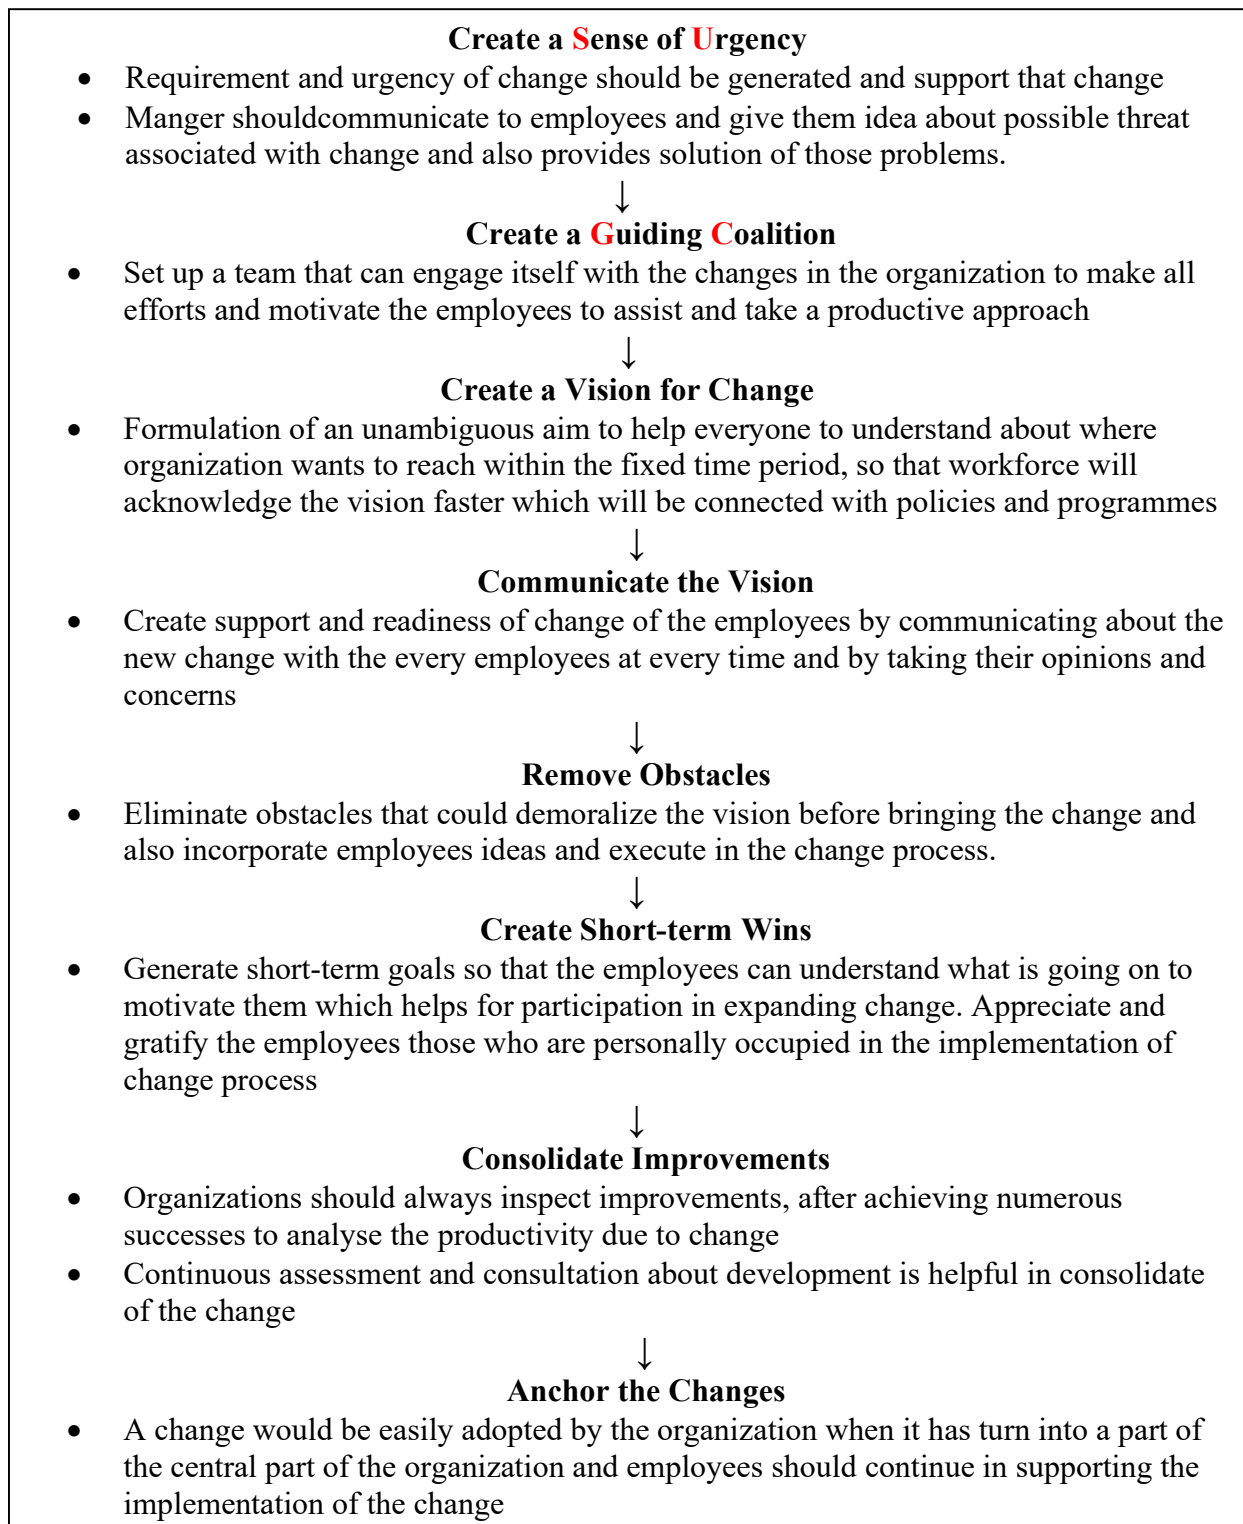 Create a Sense of Urgency
• Requirement and urgency of change should be generated and support that change
• Manger shouldcommunicate to employees and give them idea about possible threat
associated with change and also provides solution of those problems.
↓
Create a Guiding Coalition
• Set up a team that can engage itself with the changes in the organization to make all
efforts and motivate the employees to assist and take a productive approach
↓
Create a Vision for Change
• Formulation of an unambiguous aim to help everyone to understand about where
organization wants to reach within the fixed time period, so that workforce will
acknowledge the vision faster which will be connected with policies and programmes
↓
Communicate the Vision
• Create support and readiness of change of the employees by communicating about the
new change with the every employees at every time and by taking their opinions and
concerns
↓
Remove Obstacles
• Eliminate obstacles that could demoralize the vision before bringing the change and
also incorporate employees ideas and execute in the change process.
↓
Create Short-term Wins
• Generate short-term goals so that the employees can understand what is going on to
motivate them which helps for participation in expanding change. Appreciate and
gratify the employees those who are personally occupied in the implementation of
change process
↓
Consolidate Improvements
• Organizations should always inspect improvements, after achieving numerous
successes to analyse the productivity due to change
• Continuous assessment and consultation about development is helpful in consolidate
of the change
↓
Anchor the Changes
• A change would be easily adopted by the organization when it has turn into a part of
the central part of the organization and employees should continue in supporting the
implementation of the change